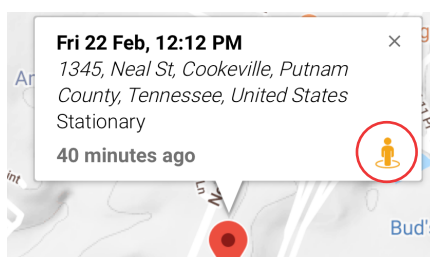 Fri 22 Feb, 12:12 PM
1345, Neal St, Cookeville, Putnam
County, Tennessee, United States
Stationary
40 minutes ago
Ln
Bud'